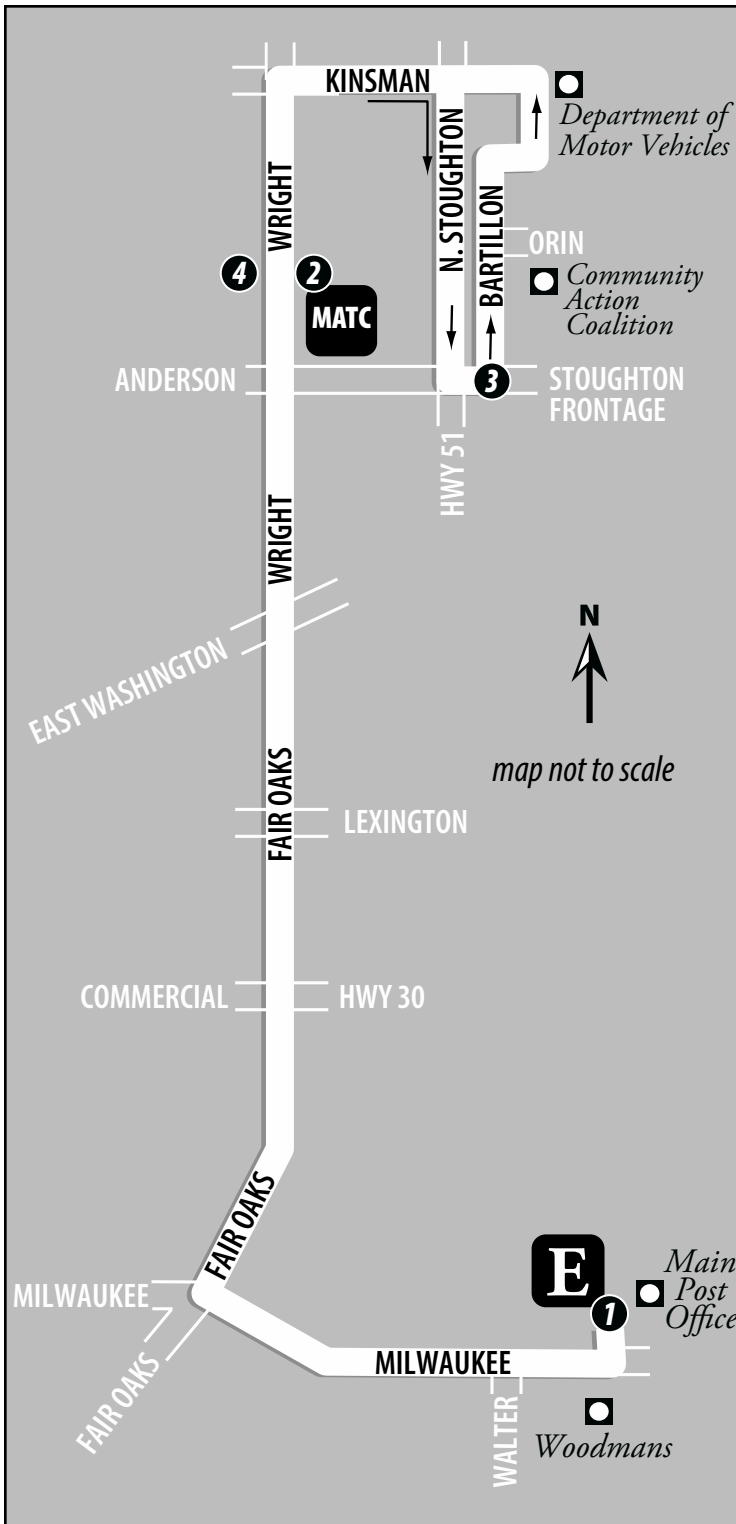 KINSMAN
Department of
Motor Vehicles
WRIGHT
N. STOUGHTON
BARTILLON
ORIN
4
2
MATC
Community
Action
Coalition
ANDERSON
3
STOUGHTON
FRONTAGE
HWY 51
WRIGHT
EAST WASHINGTON
N
map not to scale
FAIR OAKS
LEXINGTON
COMMERCIAL
HWY 30
FAIR OAKS
E
1
Main
Post
Office
MILWAUKEE
FAIR OAKS
MILWAUKEE
WALTER
Woodmans